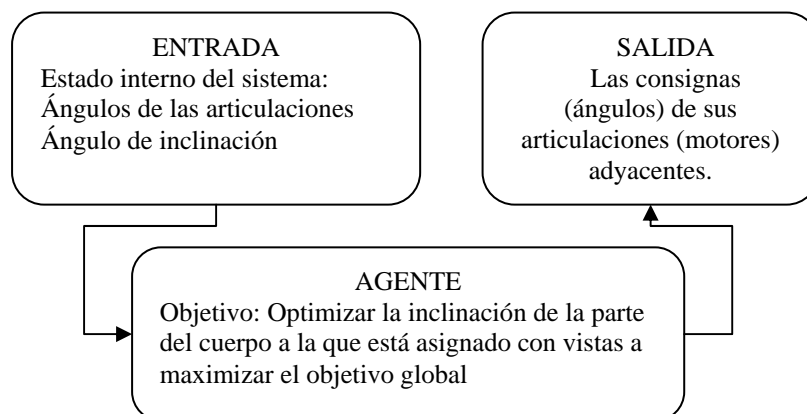 ENTRADA
Estado interno del sistema:
Ángulos de las articulaciones
Ángulo de inclinación
SALIDA
Las consignas
(ángulos) de sus
articulaciones (motores)
adyacentes.
AGENTE
Objetivo: Optimizar la inclinación de la parte
del cuerpo a la que está asignado con vistas a
maximizar el objetivo global